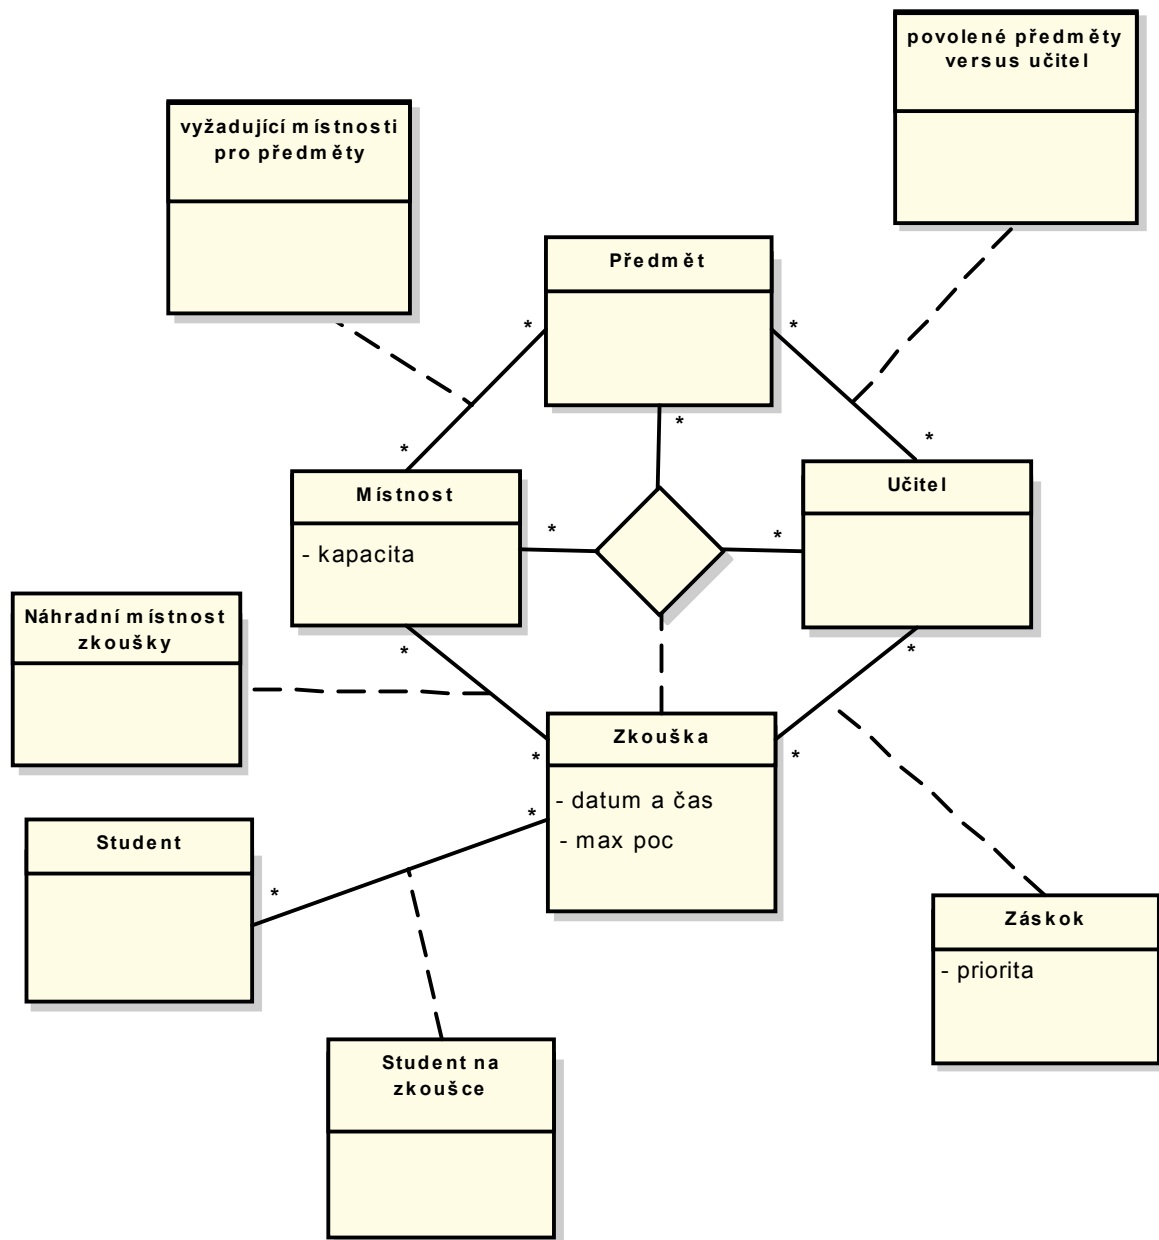 povolené předměty
versus učitel
vyžadující místnosti
pro předměty
Předmět
*
*
*
*
*
Místnost
- kapacita
*
*
Učitel
Náhradní místnost
zkoušky
*
*
Zkouška
- datum a čas
- max poc
*
*
*
Student
*
Záskok
- priorita
Student na
zkoušce